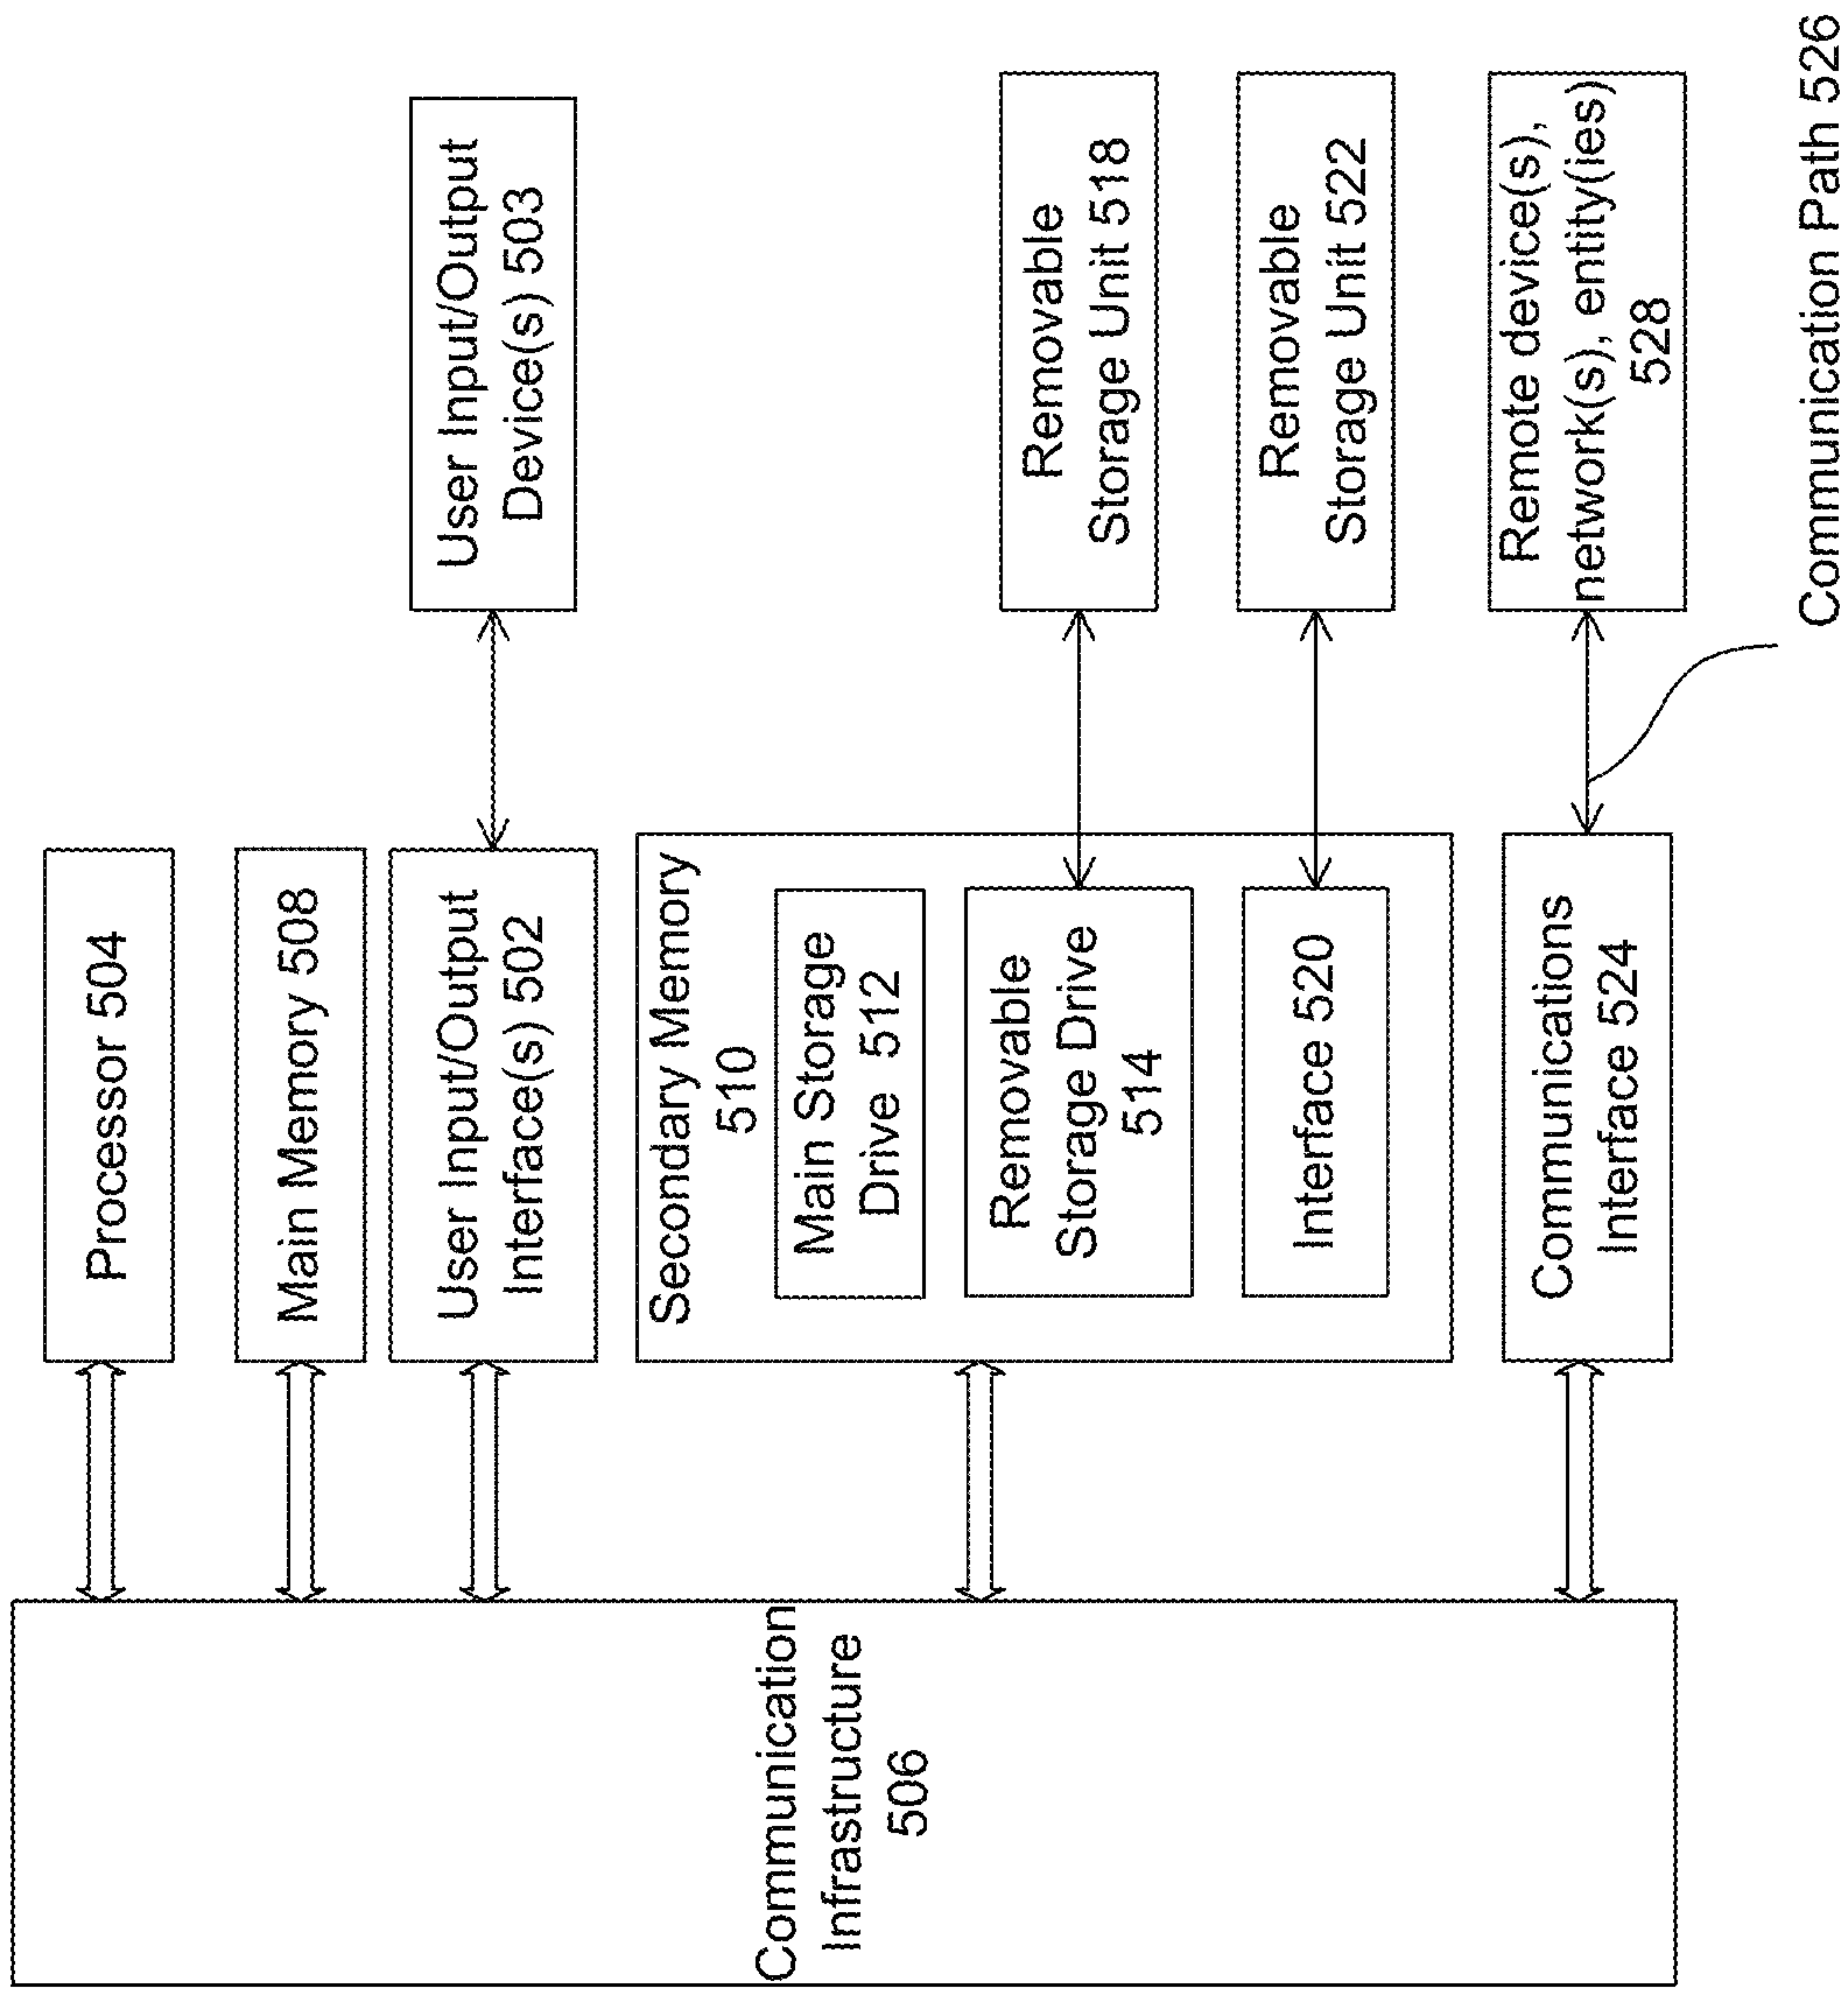 Processor 504
Main Memory 508
User Input/Output
Interface(s) 502
User Input/Output
Device(s) 503
Secondary Memory
510
Main Storage
Drive 512
Removable
Storage Drive
514
Interface 520
Removable
Storage Unit 518
Removable
Storage Unit 522
Communications
Interface 524
Remote device(s),
network(s), entity(ies)
528
Communication Path 526
Communication
Infrastructure
506